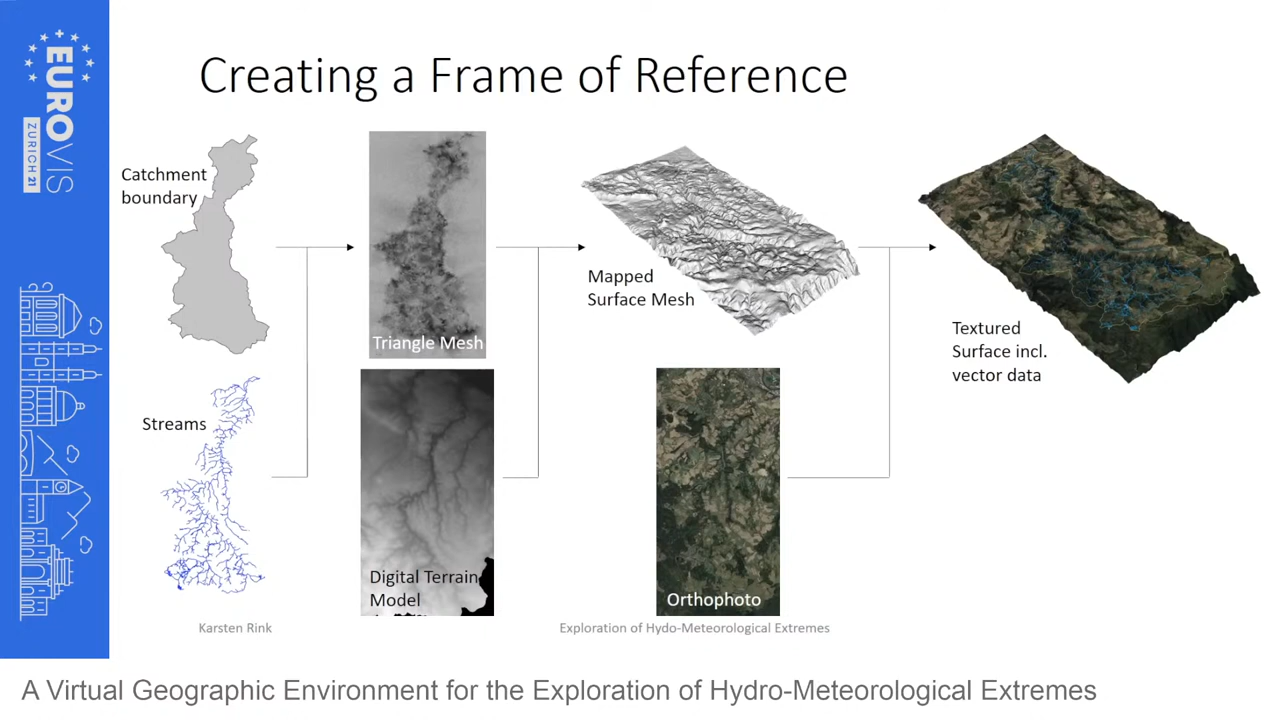 EUROVIS
ZURICH 21
Creating a Frame of Reference
Catchment
boundary
Triangle Mesh
Mapped
Surface Mesh
Textured
Surface incl.
vector data
Streams
Digital Terrain
Model
Orthophoto
Karsten Rink
Exploration of Hydo-Meteorological Extremes
A Virtual Geographic Environment for the Exploration of Hydro-Meteorological Extremes